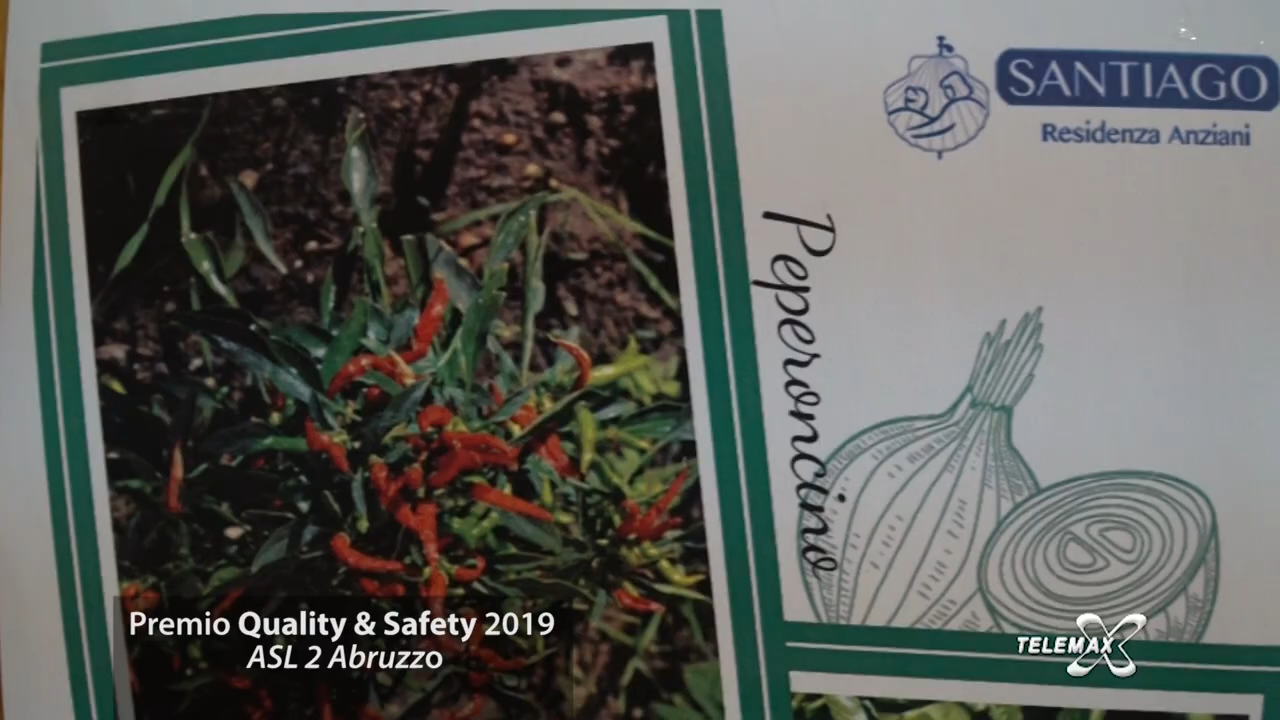 SANTIAGO
Residenza Anziani
Peperoncino
Premio Quality & Safety 2019
ASL 2 Abruzzo
TELEMAX